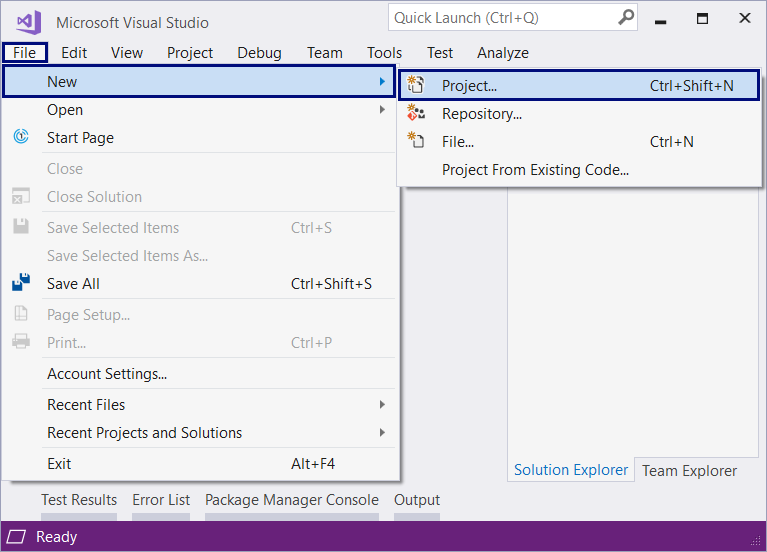 Microsoft Visual Studio
Quick Launch (Ctrl+Q)
File Edit View Project Debug Team Tools Test Analyze
New
Project... Ctrl+Shift+N
Repository...
File... Ctrl+N
Project From Existing Code...
Open
Start Page
Close
Close Solution
Save Selected Items Ctrl+S
Save Selected Items As...
Save All Ctrl+Shift+S
Page Setup...
Print... Ctrl+P
Account Settings...
Recent Files
Recent Projects and Solutions
Exit Alt+F4
Solution Explorer Team Explorer
Test Results Error List Package Manager Console Output
Ready